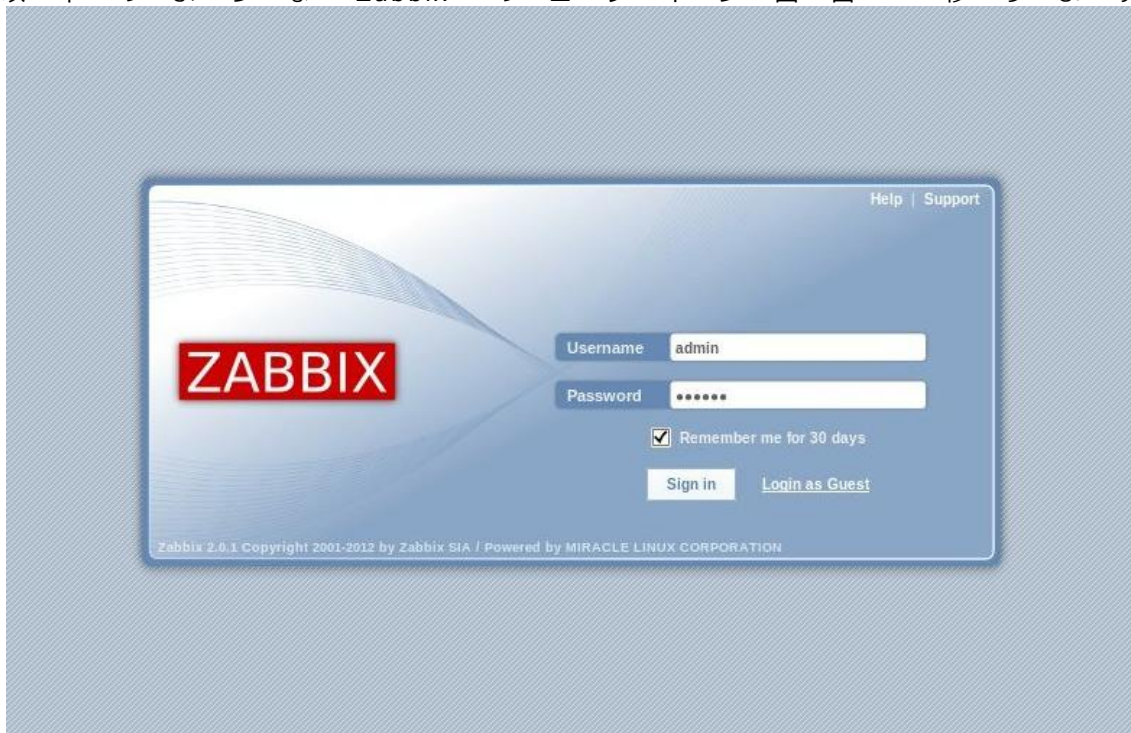 Help | Support
ZABBIX
Username admin
Password ••••••
Remember me for 30 days
Sign in Login as Guest
Zabbix 2.0.1 Copyright 2001-2012 by Zabbix SIA / Powered by MIRACLE LINUX CORPORATION